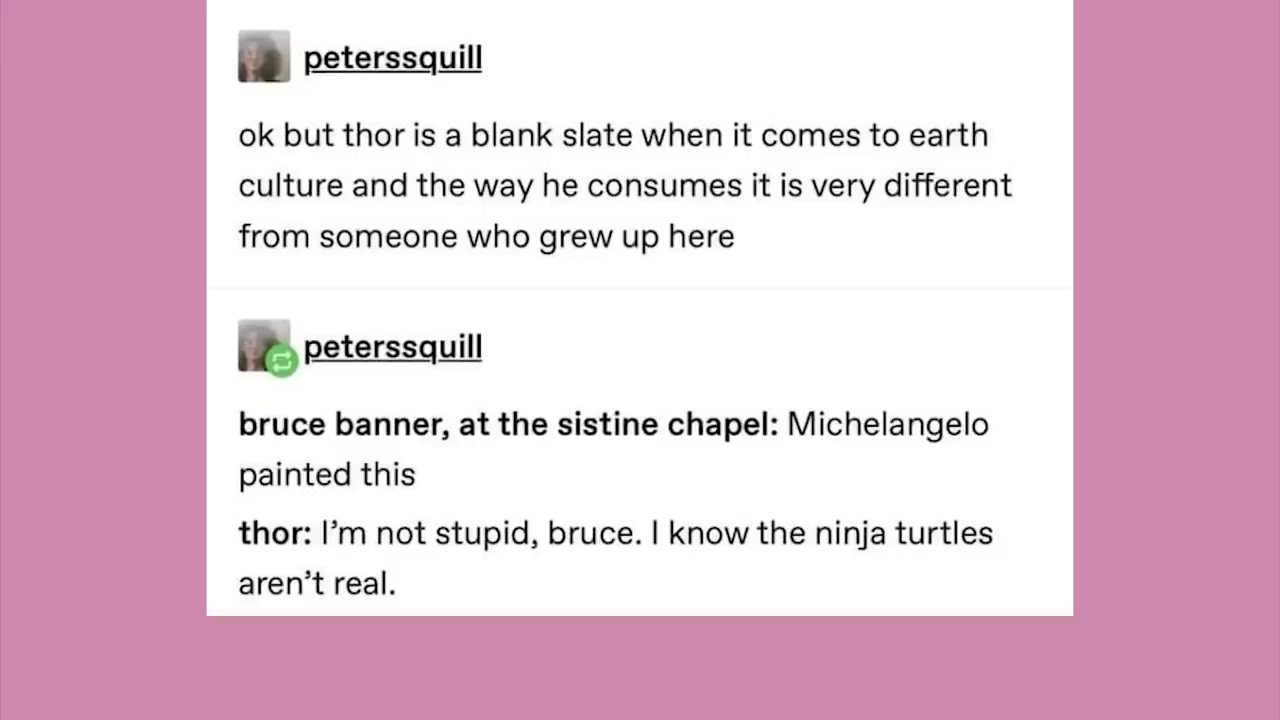 peterssquill
ok but thor is a blank slate when it comes to earth
culture and the way he consumes it is very different
from someone who grew up here
peterssquill
bruce banner, at the sistine chapel: Michelangelo
painted this
thor: I’m not stupid, bruce. I know the ninja turtles
aren’t real.